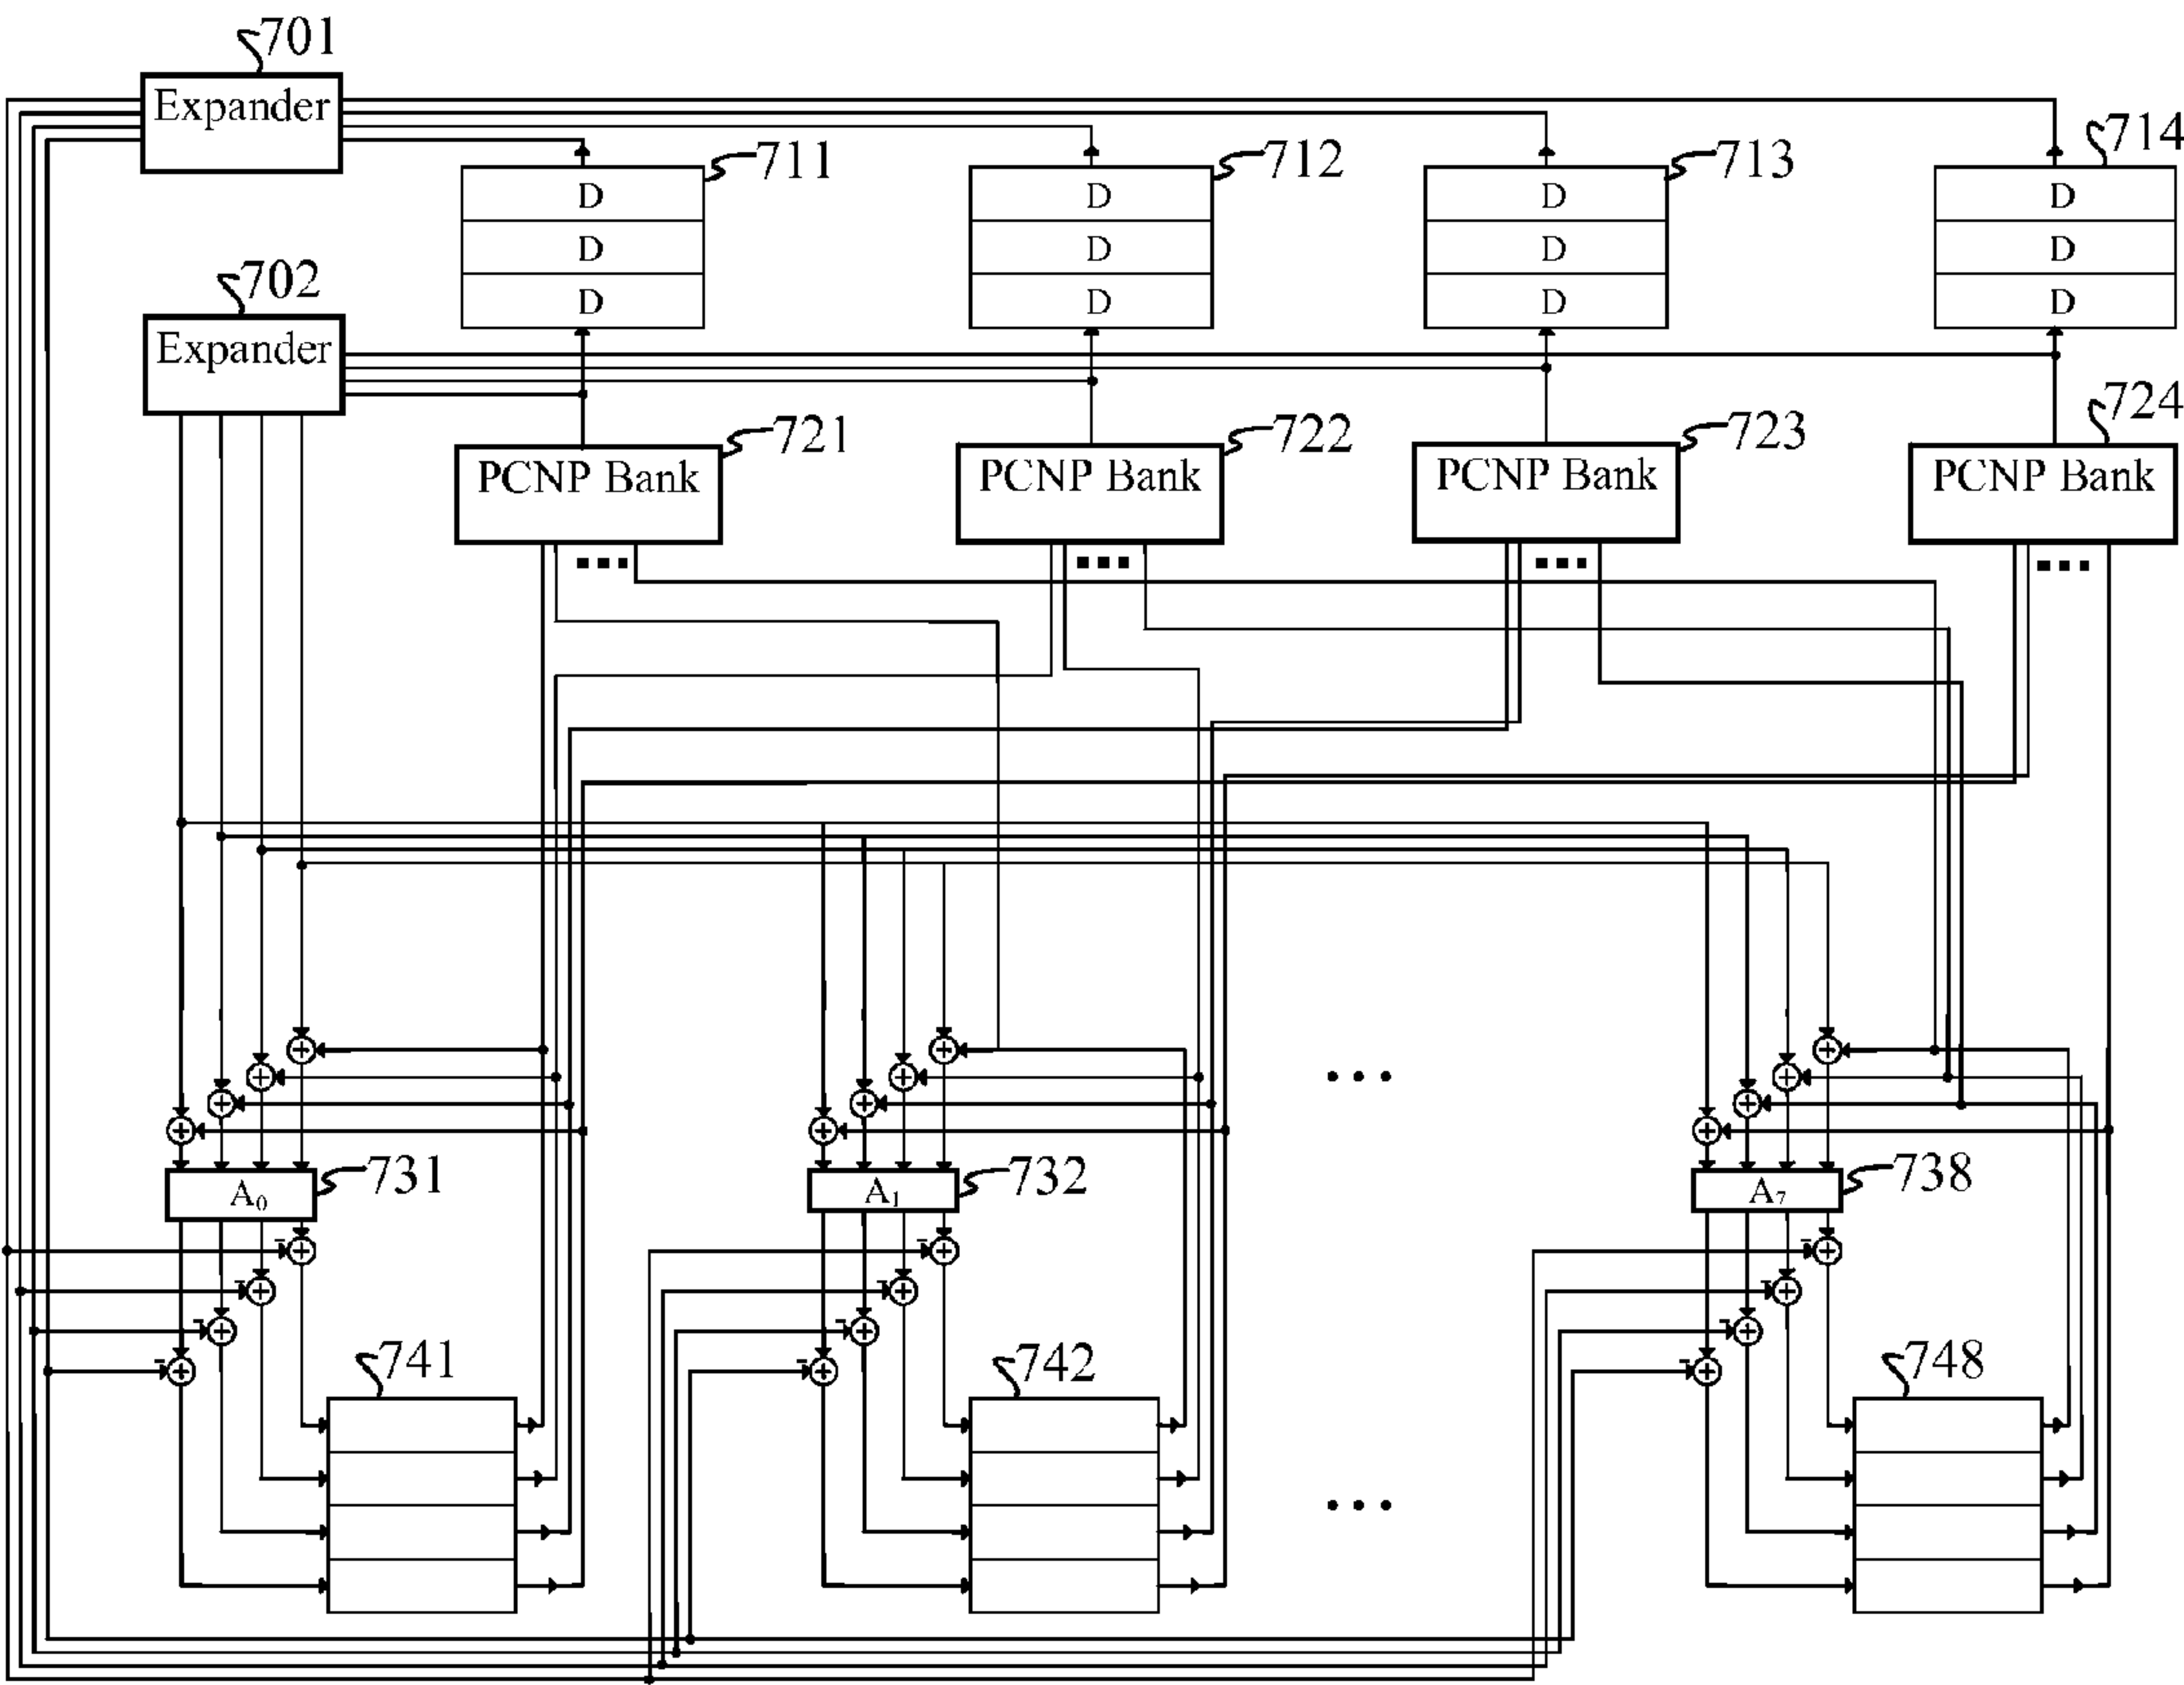 701
Expander
711
712
713
714
D
D
D
D
D
D
D
D
D
D
D
D
702
Expander
721
722
723
724
PCNP Bank
PCNP Bank
PCNP Bank
PCNP Bank
...
...
...
...
...
731
732
738
A₀
A₁
A₇
741
742
748
...